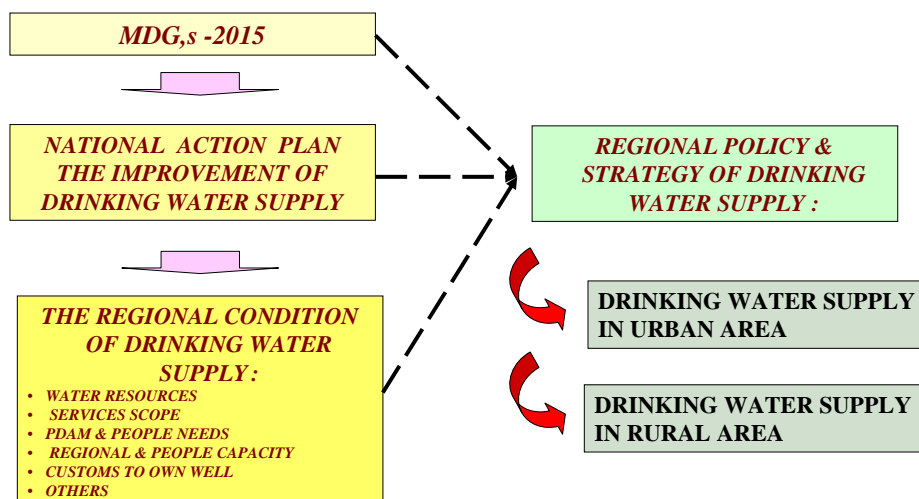 MDG,s -2015
NATIONAL ACTION PLAN
THE IMPROVEMENT OF
DRINKING WATER SUPPLY
THE REGIONAL CONDITION
OF DRINKING WATER
SUPPLY :
• WATER RESOURCES
• SERVICES SCOPE
• PDAM & PEOPLE NEEDS
• REGIONAL & PEOPLE CAPACITY
• CUSTOMS TO OWN WELL
• OTHERS
REGIONAL POLICY &
STRATEGY OF DRINKING
WATER SUPPLY :
DRINKING WATER SUPPLY
IN URBAN AREA
DRINKING WATER SUPPLY
IN RURAL AREA